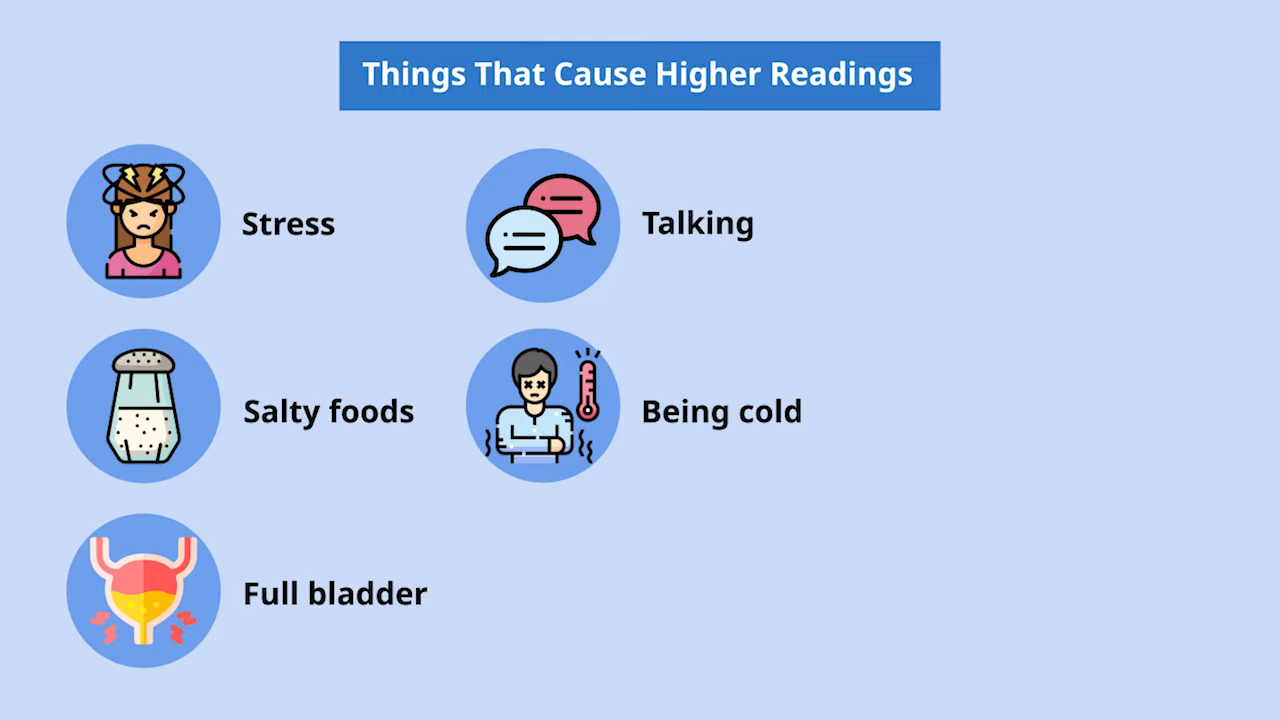 Things That Cause Higher Readings
Stress
Talking
Salty foods
Being cold
Full bladder